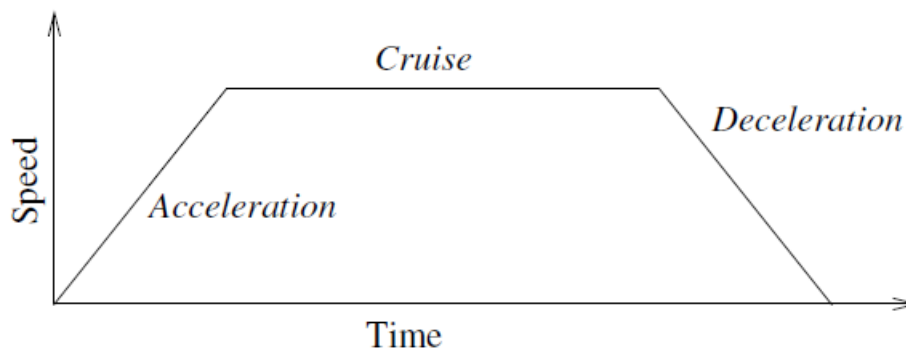 Cruise
Deceleration
Speed
Acceleration
Time